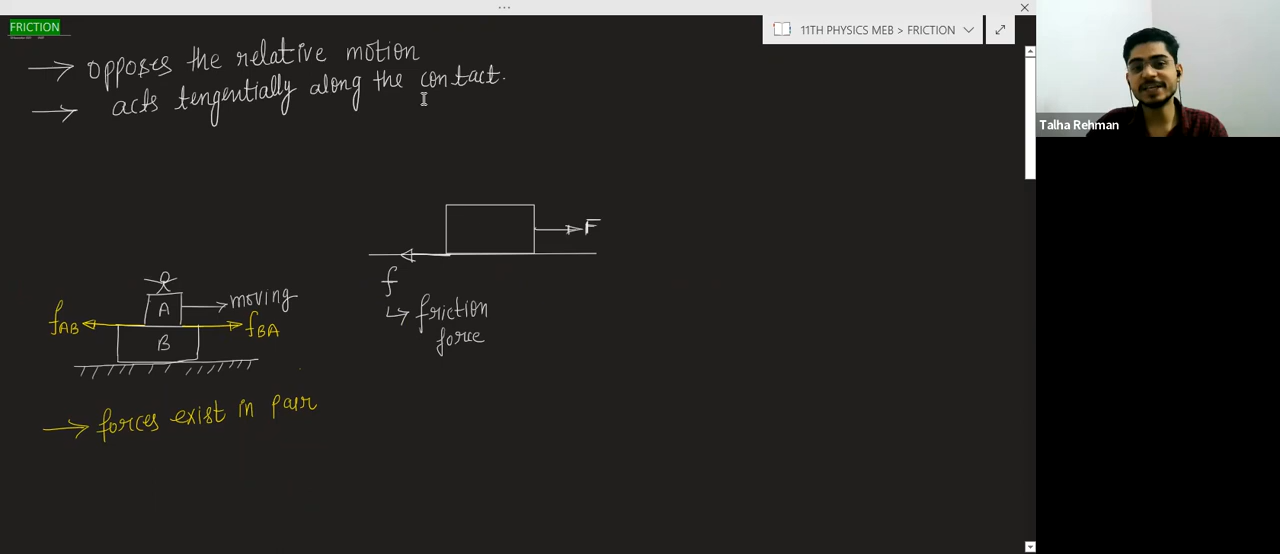 FRICTION
11TH PHYSICS MEB > FRICTION
→ opposes the relative motion
→ acts tengentially along the contact.
Talha Rehman
F
f
↳ friction
force
A
moving
fAB
fBA
B
→ forces exist in pair